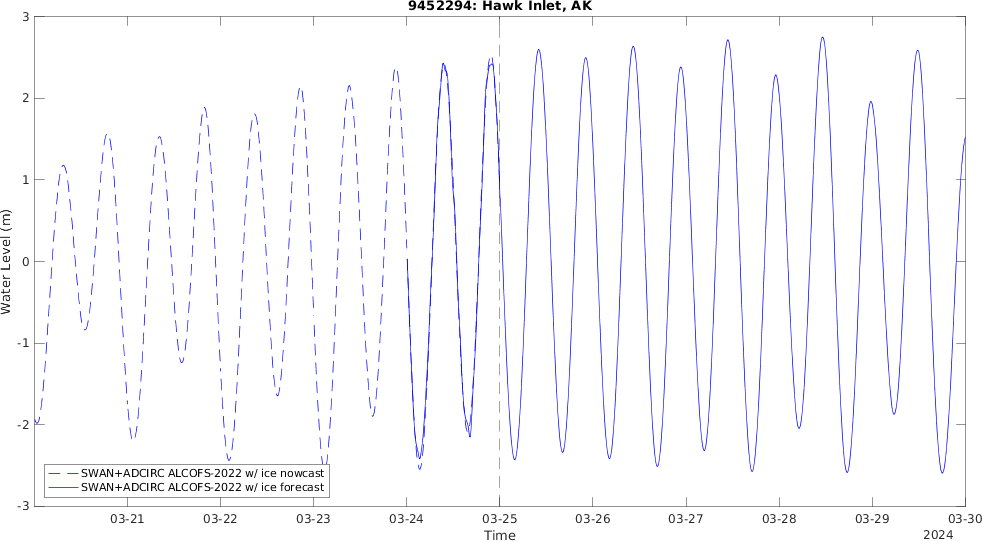 9452294: Hawk Inlet, AK
3
2
1
0
-1
-2
-3
Water Level (m)
SWAN+ADCIRC ALCOFS-2022 w/ ice nowcast
SWAN+ADCIRC ALCOFS-2022 w/ ice forecast
03-21 03-22 03-23 03-24 03-25 03-26 03-27 03-28 03-29 03-30
Time
2024